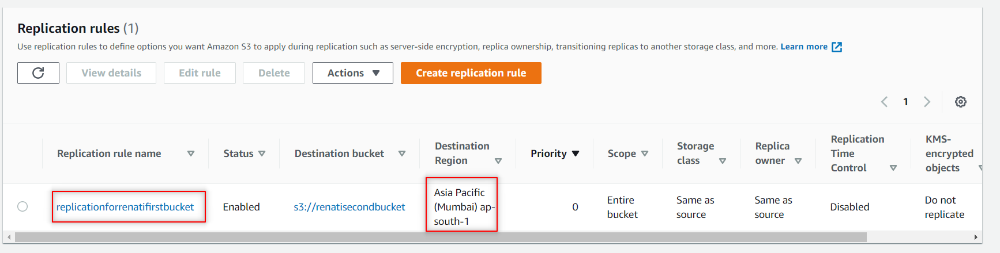 Replication rules (1)
Use replication rules to define options you want Amazon S3 to apply during replication such as server-side encryption, replica ownership, transitioning replicas to another storage class, and more. Learn more
View details
Edit rule
Delete
Actions
Create replication rule
1
Replication rule name
Status
Destination bucket
Destination
Region
Priority
Scope
Storage
class
Replica
owner
Replication
Time
Control
KMS-
encrypted
objects
replicationforrenatifirstbucket
Enabled
s3://renatisecondbucket
Asia Pacific
(Mumbai) ap-
south-1
0
Entire
bucket
Same as
source
Same as
source
Disabled
Do not
replicate